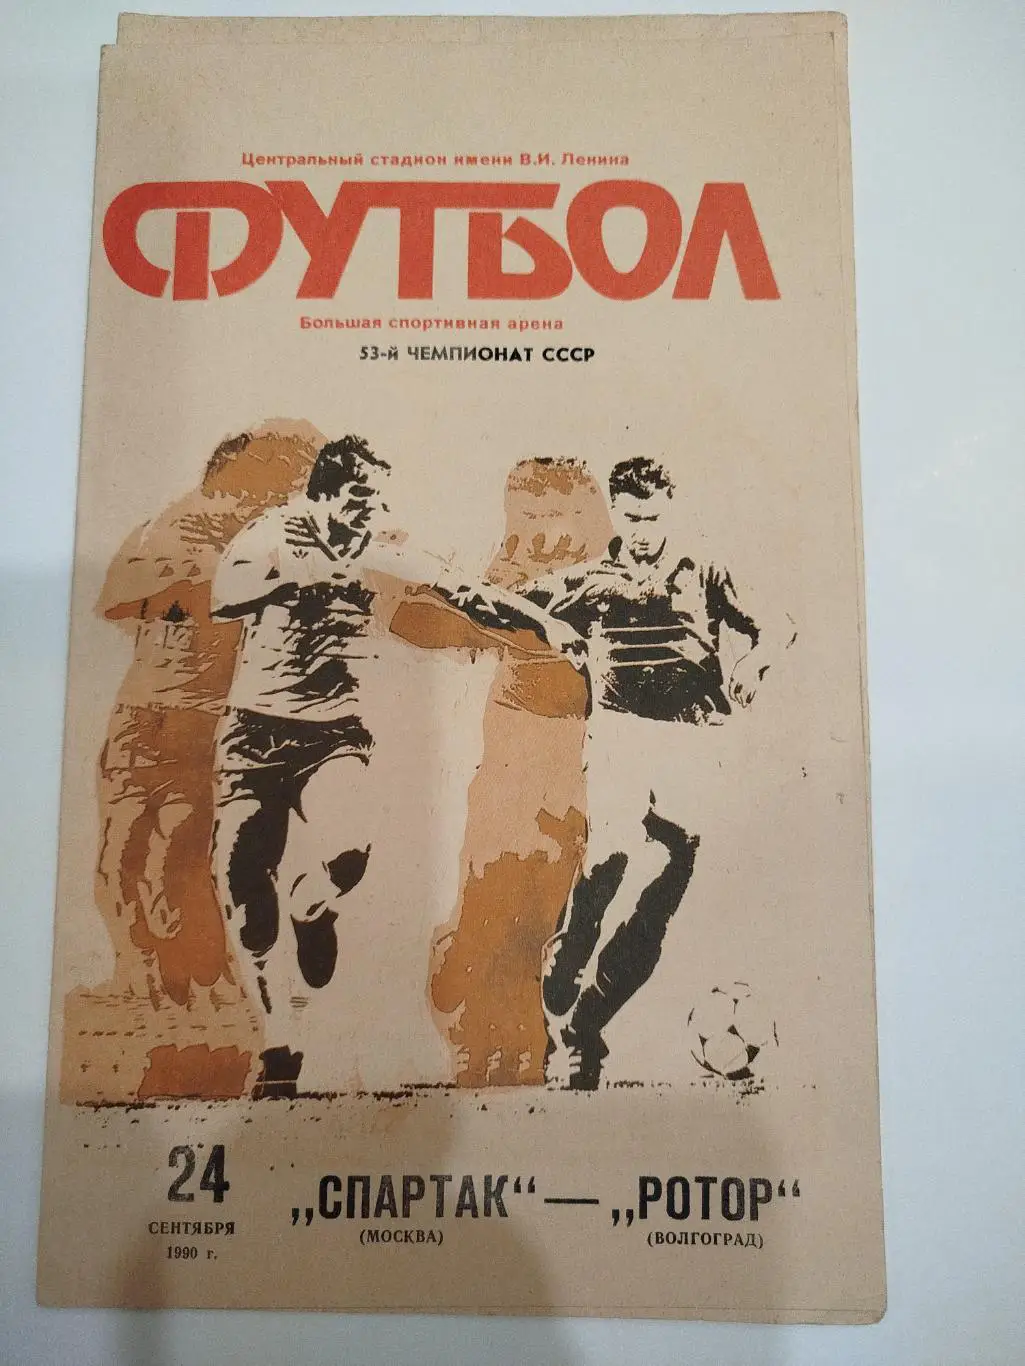 Центральный стадион имени В.И. Ленина
ФУТБОЛ
Большая спортивная арена
53-й ЧЕМПИОНАТ СССР
24
СЕНТЯБРЯ
1990 г.
„СПАРТАК“ — „РОТОР“
(МОСКВА) (ВОЛГОГРАД)